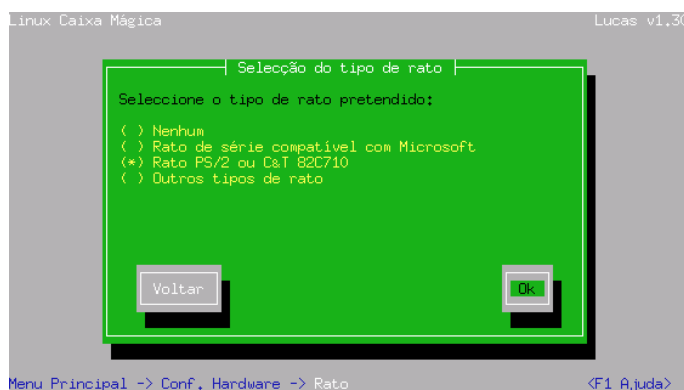 Linux Caixa Mágica Lucas v1.30
Selecção do tipo de rato
Seleccione o tipo de rato pretendido:
( ) Nenhum
( ) Rato de série compatível com Microsoft
(*) Rato PS/2 ou C&T 82C710
( ) Outros tipos de rato
Voltar Ok
Menu Principal -> Conf. Hardware -> Rato <F1 Ajuda>